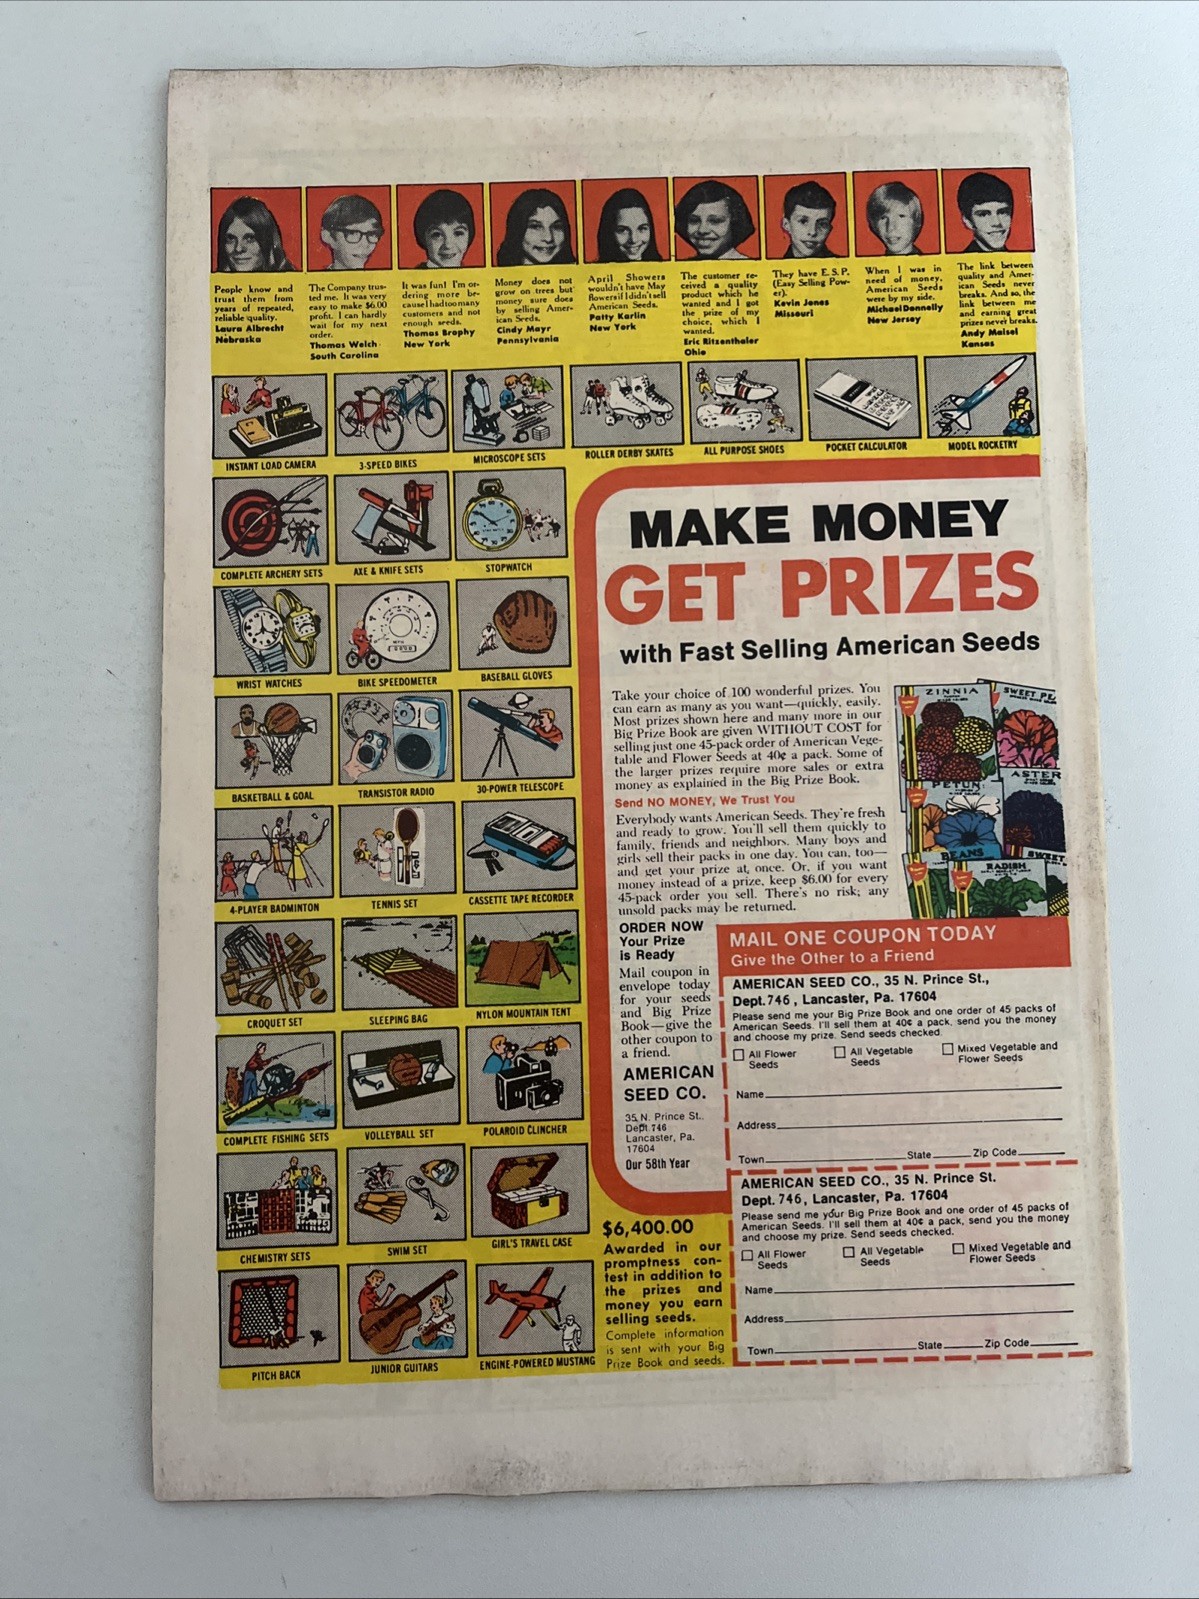 People know and
trust them from
years of repeated,
reliable quality.
Laura Albrecht
Nebraska
The Company trus-
ted me. It was very
easy to make $6.00
profit. I can hardly
wait for my next
order.
Thomas Welch
South Carolina
It was fun! I'm or-
dering more be-
cause I had too many
customers and not
enough seeds.
Thomas Brophy
New York
Money does not
grow on trees but
money sure does
by selling Amer-
ican Seeds.
Cindy Mayr
Pennsylvania
April Showers
wouldn't have May
flowers if I didn't sell
American Seeds.
Patty Karlin
New York
The customer re-
ceived a quality
product which he
wanted and I got
the prize of my
choice, which I
wanted.
Eric Ritzenthaler
Ohio
They have E.S.P.
(Easy Selling Pow-
er).
Kevin Jones
Missouri
When I was in
need of money,
American Seeds
were by my side.
Michael Donnelly
New Jersey
The link between
quality and Amer-
ican Seeds never
breaks. And so, the
link between me
and earning great
prizes never breaks.
Andy Maisel
Kansas
INSTANT LOAD CAMERA
3-SPEED BIKES
MICROSCOPE SETS
ROLLER DERBY SKATES
ALL PURPOSE SHOES
POCKET CALCULATOR
MODEL ROCKETRY
COMPLETE ARCHERY SETS
AXE & KNIFE SETS
STOPWATCH
WRIST WATCHES
BIKE SPEEDOMETER
BASEBALL GLOVES
BASKETBALL & GOAL
TRANSISTOR RADIO
30-POWER TELESCOPE
4-PLAYER BADMINTON
TENNIS SET
CASSETTE TAPE RECORDER
CROQUET SET
SLEEPING BAG
NYLON MOUNTAIN TENT
COMPLETE FISHING SETS
VOLLEYBALL SET
POLAROID CLINCHER
CHEMISTRY SETS
SWIM SET
GIRL'S TRAVEL CASE
PITCH BACK
JUNIOR GUITARS
ENGINE-POWERED MUSTANG
MAKE MONEY
GET PRIZES
with Fast Selling American Seeds
Take your choice of 100 wonderful prizes. You
can earn as many as you want—quickly, easily.
Most prizes shown here and many more in our
Big Prize Book are given WITHOUT COST for
selling just one 45-pack order of American Vege-
table and Flower Seeds at 40¢ a pack. Some of
the larger prizes require more sales or extra
money as explained in the Big Prize Book.
Send NO MONEY, We Trust You
Everybody wants American Seeds. They're fresh
and ready to grow. You'll sell them quickly to
family, friends and neighbors. Many boys and
girls sell their packs in one day. You can, too—
and get your prize at once. Or, if you want
money instead of a prize, keep $6.00 for every
45-pack order you sell. There's no risk; any
unsold packs may be returned.
ZINNIA
SWEET PE
ASTER
PETUN
BEANS
RADISH
SWEET
ORDER NOW
Your Prize
is Ready
Mail coupon in
envelope today
for your seeds
and Big Prize
Book—give the
other coupon to
a friend.
AMERICAN
SEED CO.
35 N. Prince St.,
Dept 746
Lancaster, Pa.
17604
Our 58th Year
$6,400.00
Awarded in our
promptness con-
test in addition to
the prizes and
money you earn
selling seeds.
Complete information
is sent with your Big
Prize Book and seeds.
MAIL ONE COUPON TODAY
Give the Other to a Friend
AMERICAN SEED CO., 35 N. Prince St.,
Dept. 746, Lancaster, Pa. 17604
Please send me your Big Prize Book and one order of 45 packs of
American Seeds. I'll sell them at 40¢ a pack, send you the money
and choose my prize. Send seeds checked.
All Flower
Seeds
All Vegetable
Seeds
Mixed Vegetable and
Flower Seeds
Name
Address
Town State Zip Code
AMERICAN SEED CO., 35 N. Prince St.
Dept. 746, Lancaster, Pa. 17604
Please send me your Big Prize Book and one order of 45 packs of
American Seeds. I'll sell them at 40¢ a pack, send you the money
and choose my prize. Send seeds checked.
All Flower
Seeds
All Vegetable
Seeds
Mixed Vegetable and
Flower Seeds
Name
Address
Town State Zip Code